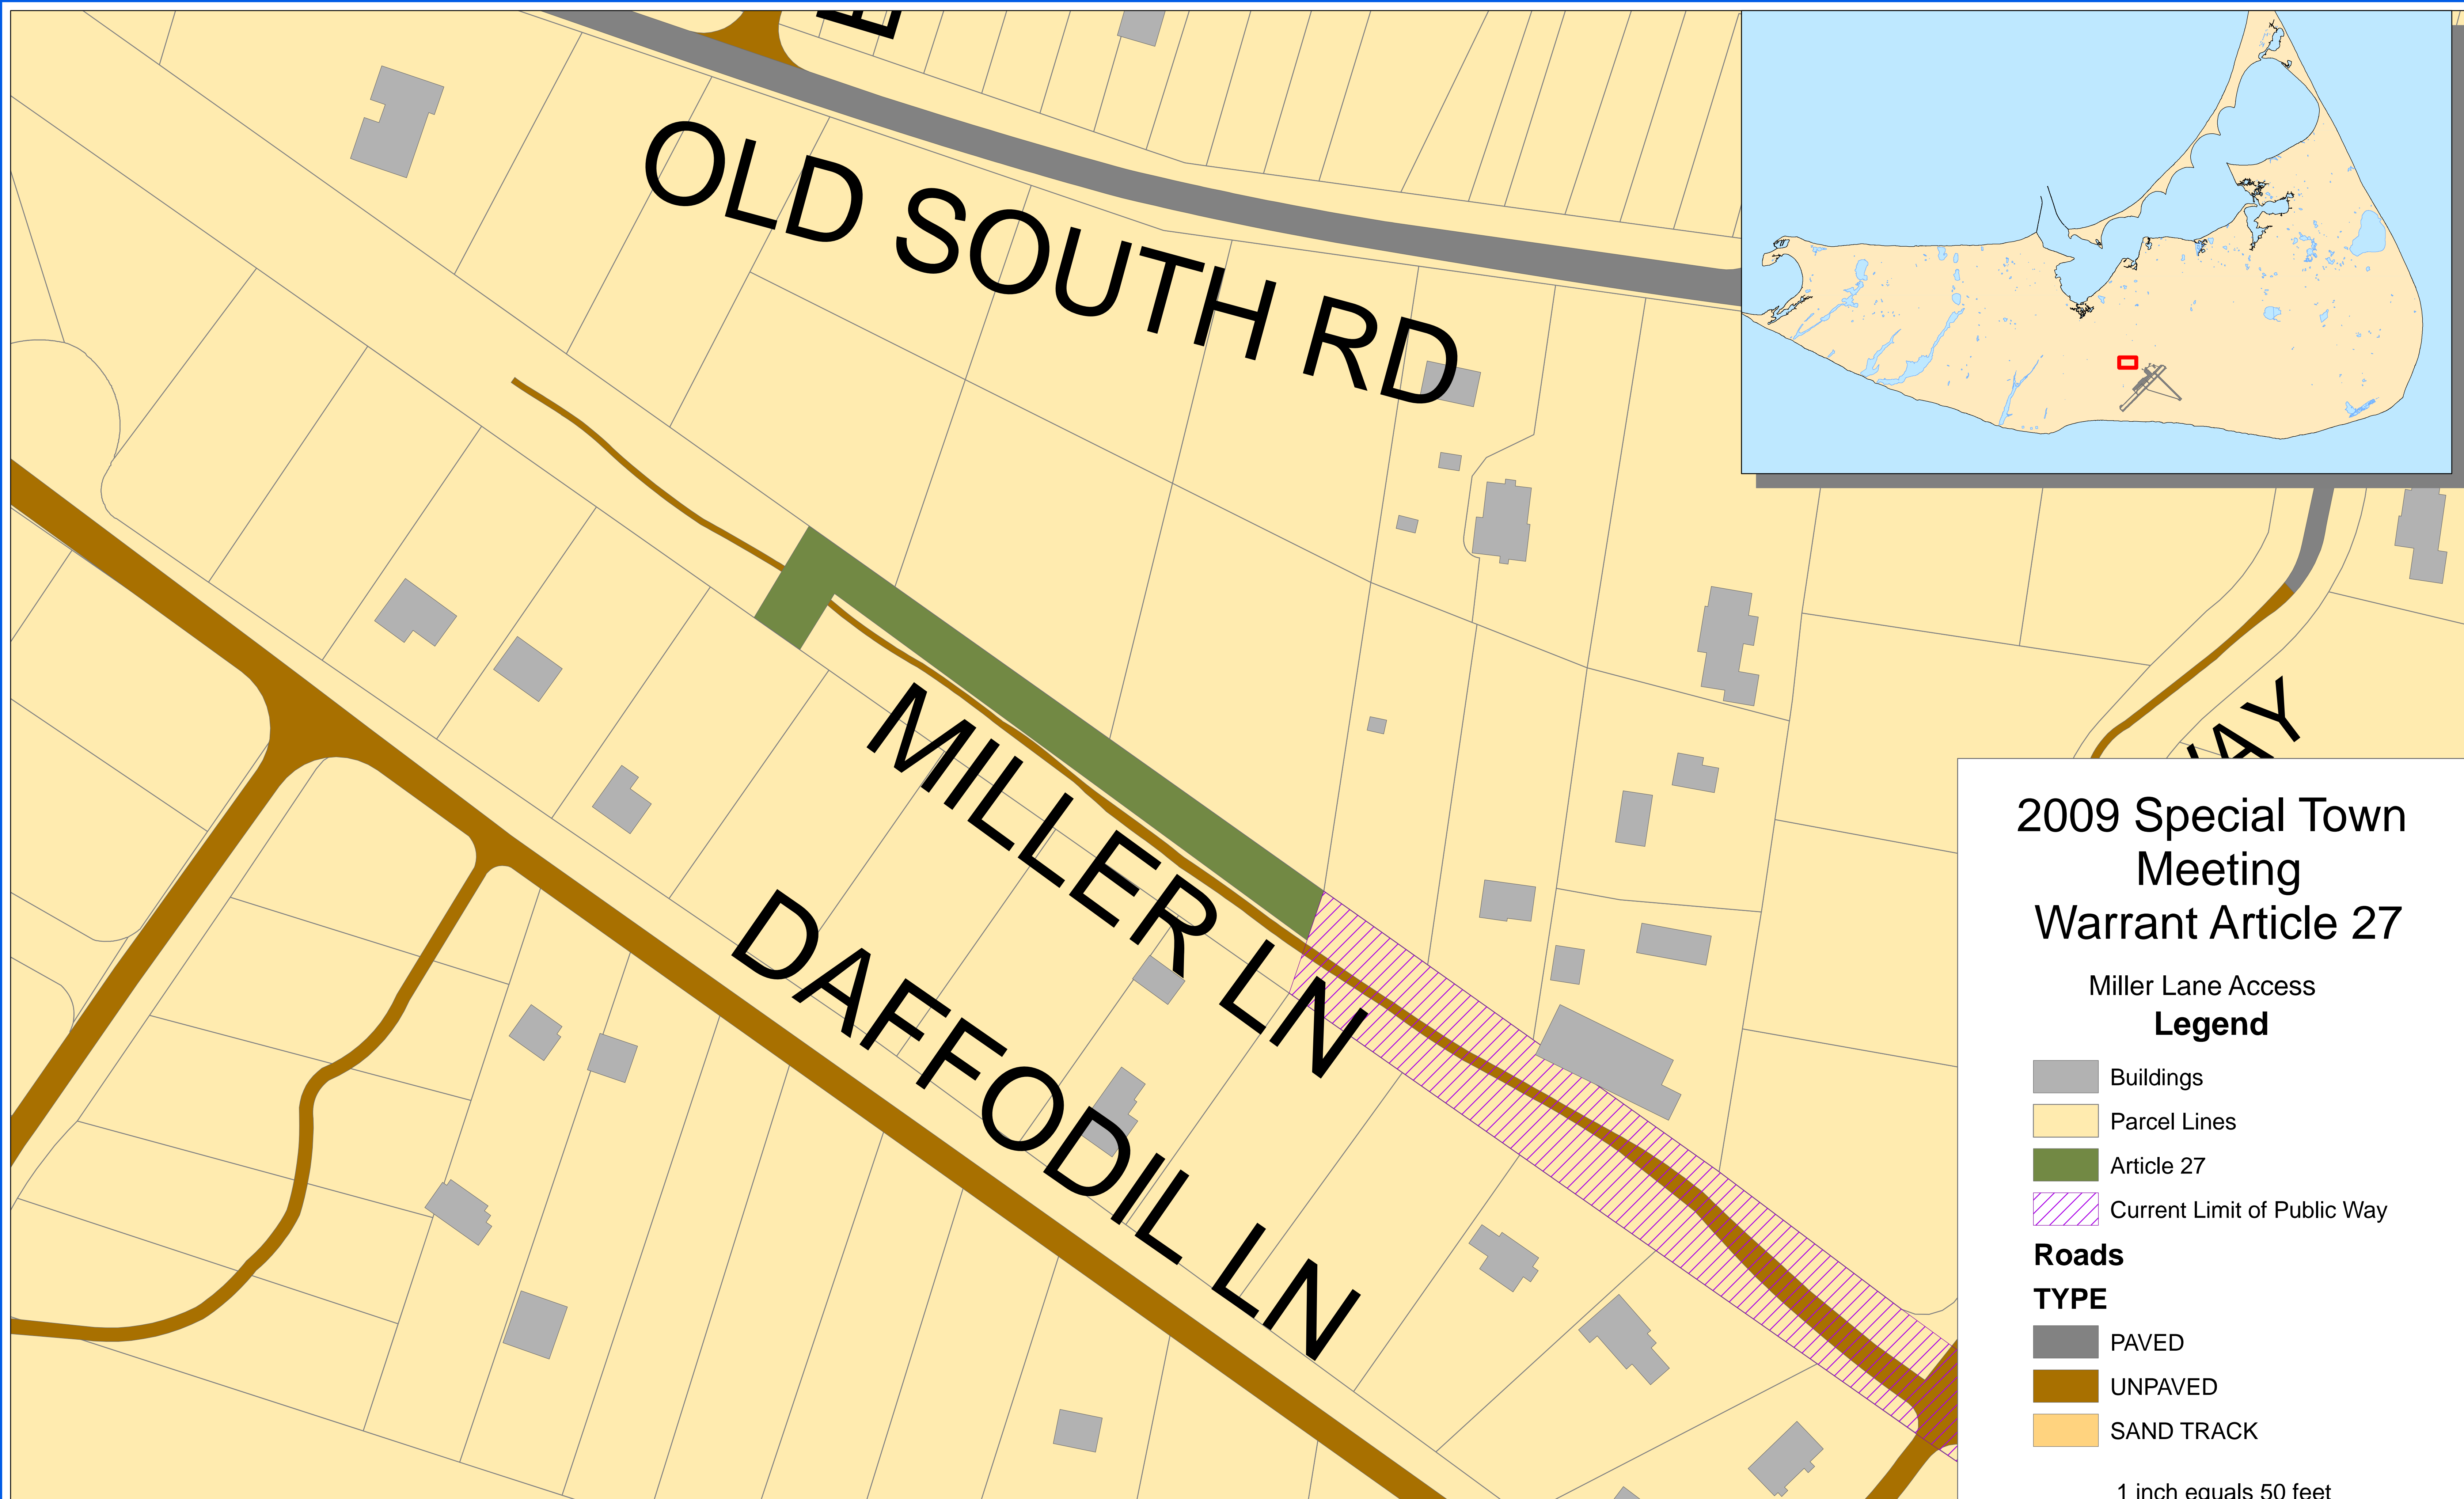 OLD SOUTH RD
MILLER LN
DAFFODIL LN
2009 Special Town
Meeting
Warrant Article 27
Miller Lane Access
Legend
Buildings
Parcel Lines
Article 27
Current Limit of Public Way
Roads
TYPE
PAVED
UNPAVED
SAND TRACK
1 inch equals 50 feet